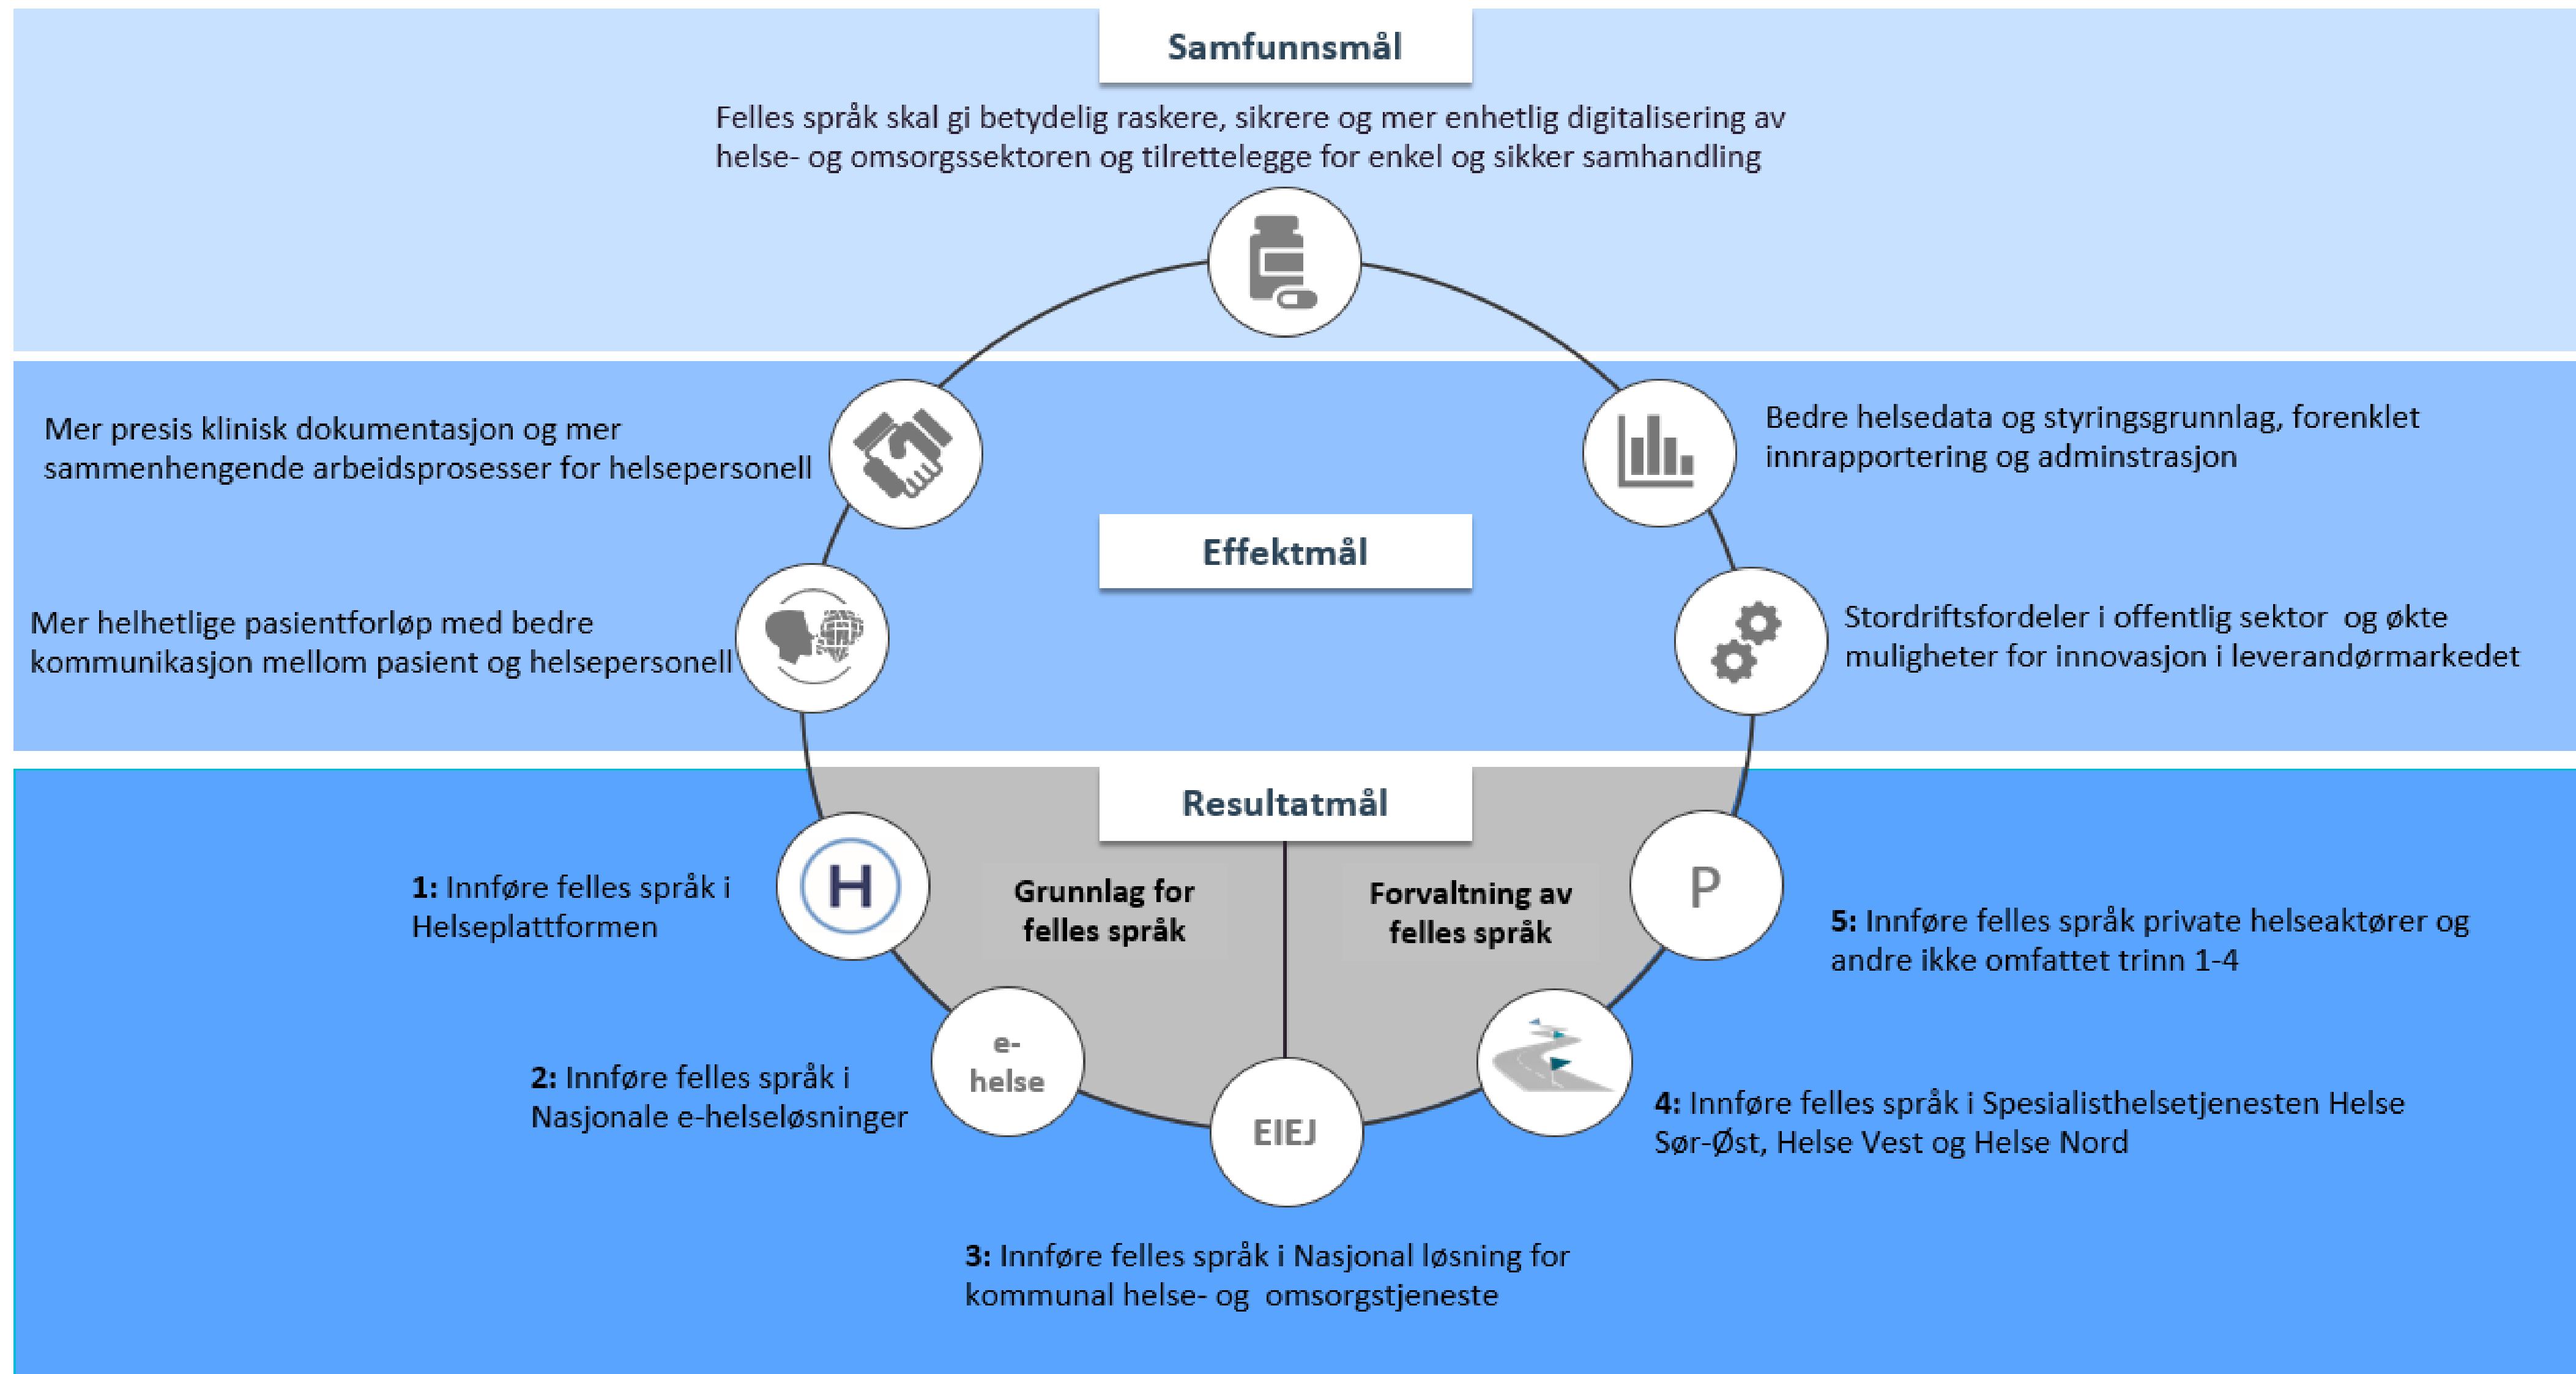 Samfunnsmål
Felles språk skal gi betydelig raskere, sikrere og mer enhetlig digitalisering av
helse- og omsorgssektoren og tilrettelegge for enkel og sikker samhandling
Mer presis klinisk dokumentasjon og mer
sammenhengende arbeidsprosesser for helsepersonell
Bedre helsedata og styringsgrunnlag, forenklet
innrapportering og adminstrasjon
Effektmål
Mer helhetlige pasientforløp med bedre
kommunikasjon mellom pasient og helsepersonell
Stordriftsfordeler i offentlig sektor og økte
muligheter for innovasjon i leverandørmarkedet
Resultatmål
H
1: Innføre felles språk i
Helseplattformen
Grunnlag for
felles språk
Forvaltning av
felles språk
P
5: Innføre felles språk private helseaktører og
andre ikke omfattet trinn 1-4
e-
helse
2: Innføre felles språk i
Nasjonale e-helseløsninger
EIEJ
4: Innføre felles språk i Spesialisthelsetjenesten Helse
Sør-Øst, Helse Vest og Helse Nord
3: Innføre felles språk i Nasjonal løsning for
kommunal helse- og omsorgstjeneste